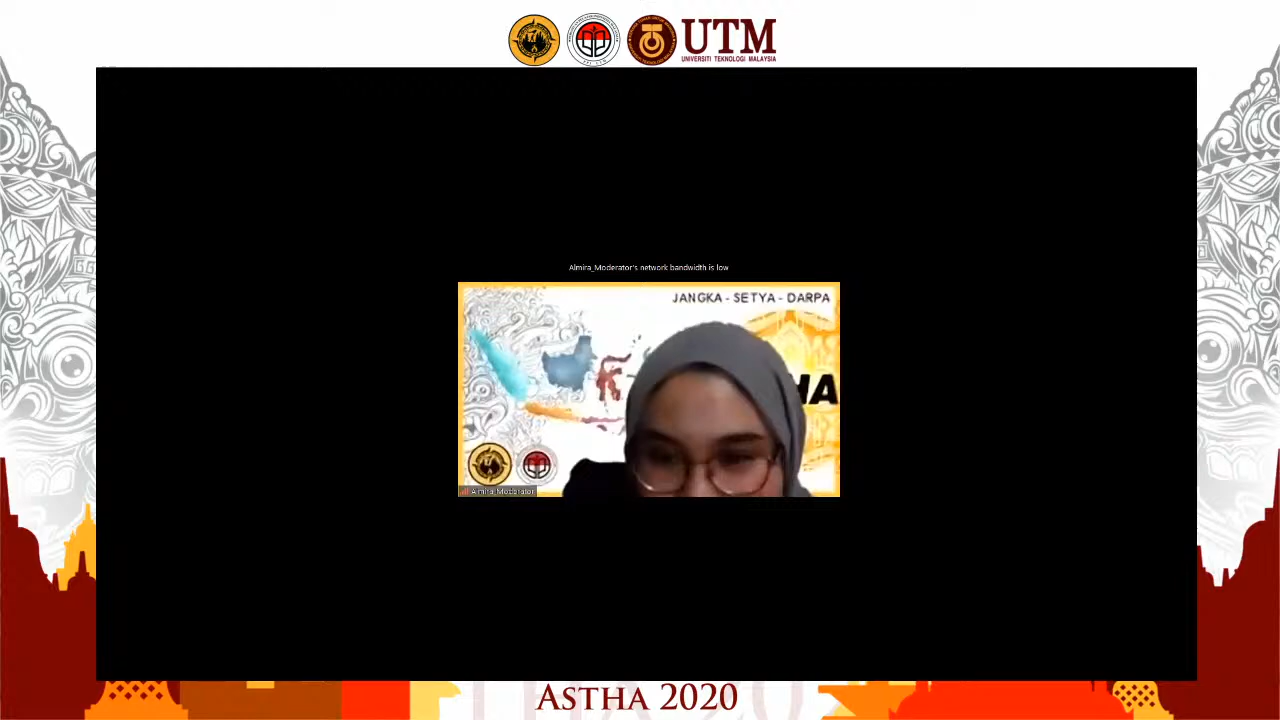 UTM
UNIVERSITI TEKNOLOGI MALAYSIA
Almira_Moderator's network bandwidth is low
JANGKA - SETYA - DARPA
HA
Almira_Moderator
ASTHA 2020